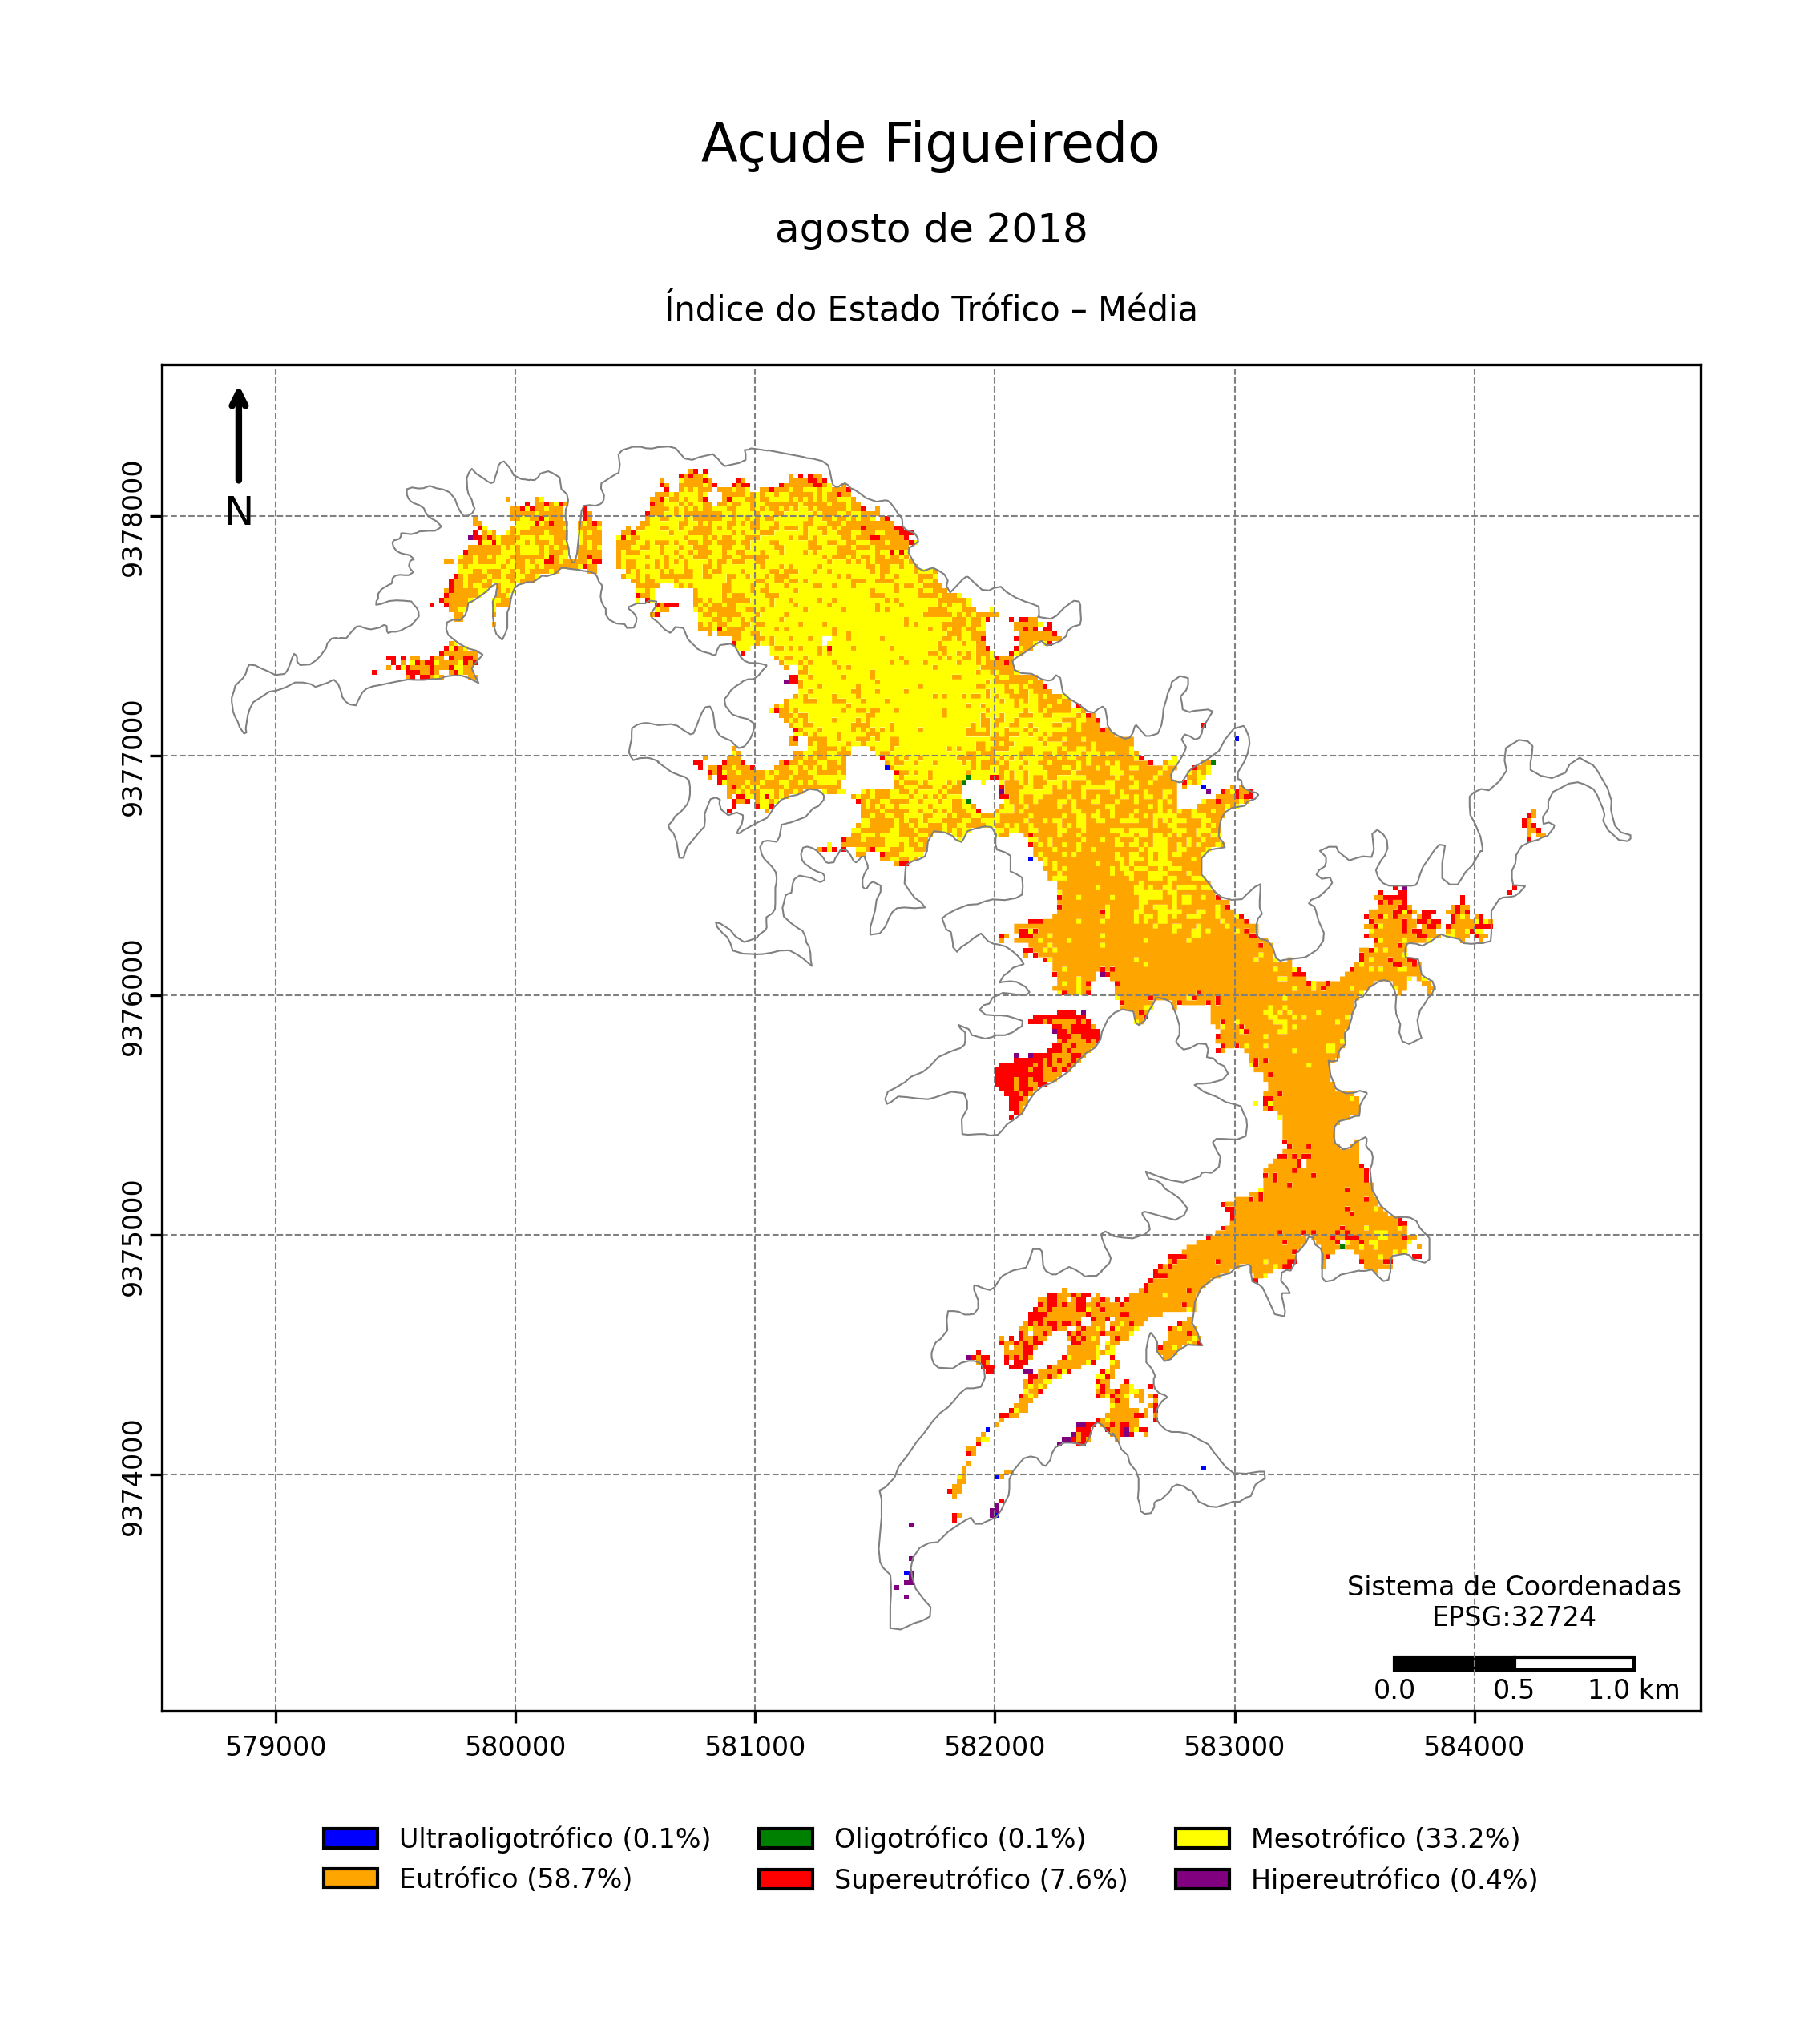 Açude Figueiredo
agosto de 2018
Índice do Estado Trófico – Média
N
9378000
9377000
9376000
9375000
9374000
Sistema de Coordenadas
EPSG:32724
0.0 0.5 1.0 km
579000 580000 581000 582000 583000 584000
Ultraoligotrófico (0.1%) Oligotrófico (0.1%) Mesotrófico (33.2%)
Eutrófico (58.7%) Supereutrófico (7.6%) Hipereutrófico (0.4%)